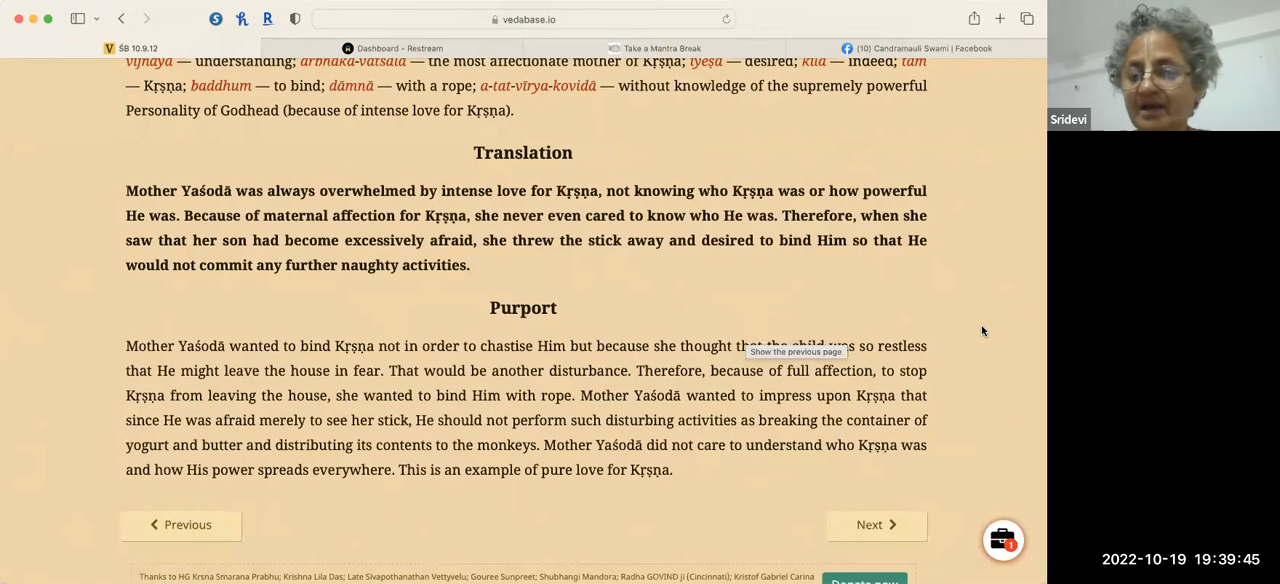 vedabase.io
ŚB 10.9.12
Dashboard – Restream
Take a Mantra Break
(10) Candramauli Swami | Facebook
vijñāya — understanding; arbhaka-vatsalā — the most affectionate mother of Kṛṣṇa; iyeṣa — desired; kila — indeed; tam
— Kṛṣṇa; baddhum — to bind; dāmnā — with a rope; a-tat-vīrya-kovidā — without knowledge of the supremely powerful
Personality of Godhead (because of intense love for Kṛṣṇa).
Translation
Mother Yaśodā was always overwhelmed by intense love for Kṛṣṇa, not knowing who Kṛṣṇa was or how powerful
He was. Because of maternal affection for Kṛṣṇa, she never even cared to know who He was. Therefore, when she
saw that her son had become excessively afraid, she threw the stick away and desired to bind Him so that He
would not commit any further naughty activities.
Purport
Mother Yaśodā wanted to bind Kṛṣṇa not in order to chastise Him but because she thought that the child was so restless
Show the previous page
that He might leave the house in fear. That would be another disturbance. Therefore, because of full affection, to stop
Kṛṣṇa from leaving the house, she wanted to bind Him with rope. Mother Yaśodā wanted to impress upon Kṛṣṇa that
since He was afraid merely to see her stick, He should not perform such disturbing activities as breaking the container of
yogurt and butter and distributing its contents to the monkeys. Mother Yaśodā did not care to understand who Kṛṣṇa was
and how His power spreads everywhere. This is an example of pure love for Kṛṣṇa.
Previous
Next
1
Thanks to HG Krsna Smarana Prabhu; Krishna Lila Das; Late Sivapothanathan Vettyvelu; Gouree Sunpreet; Shubhangi Mandora; Radha GOVIND ji (Cincinnati); Kristof Gabriel Carina
Donate now
Sridevi
2022-10-19 19:39:45